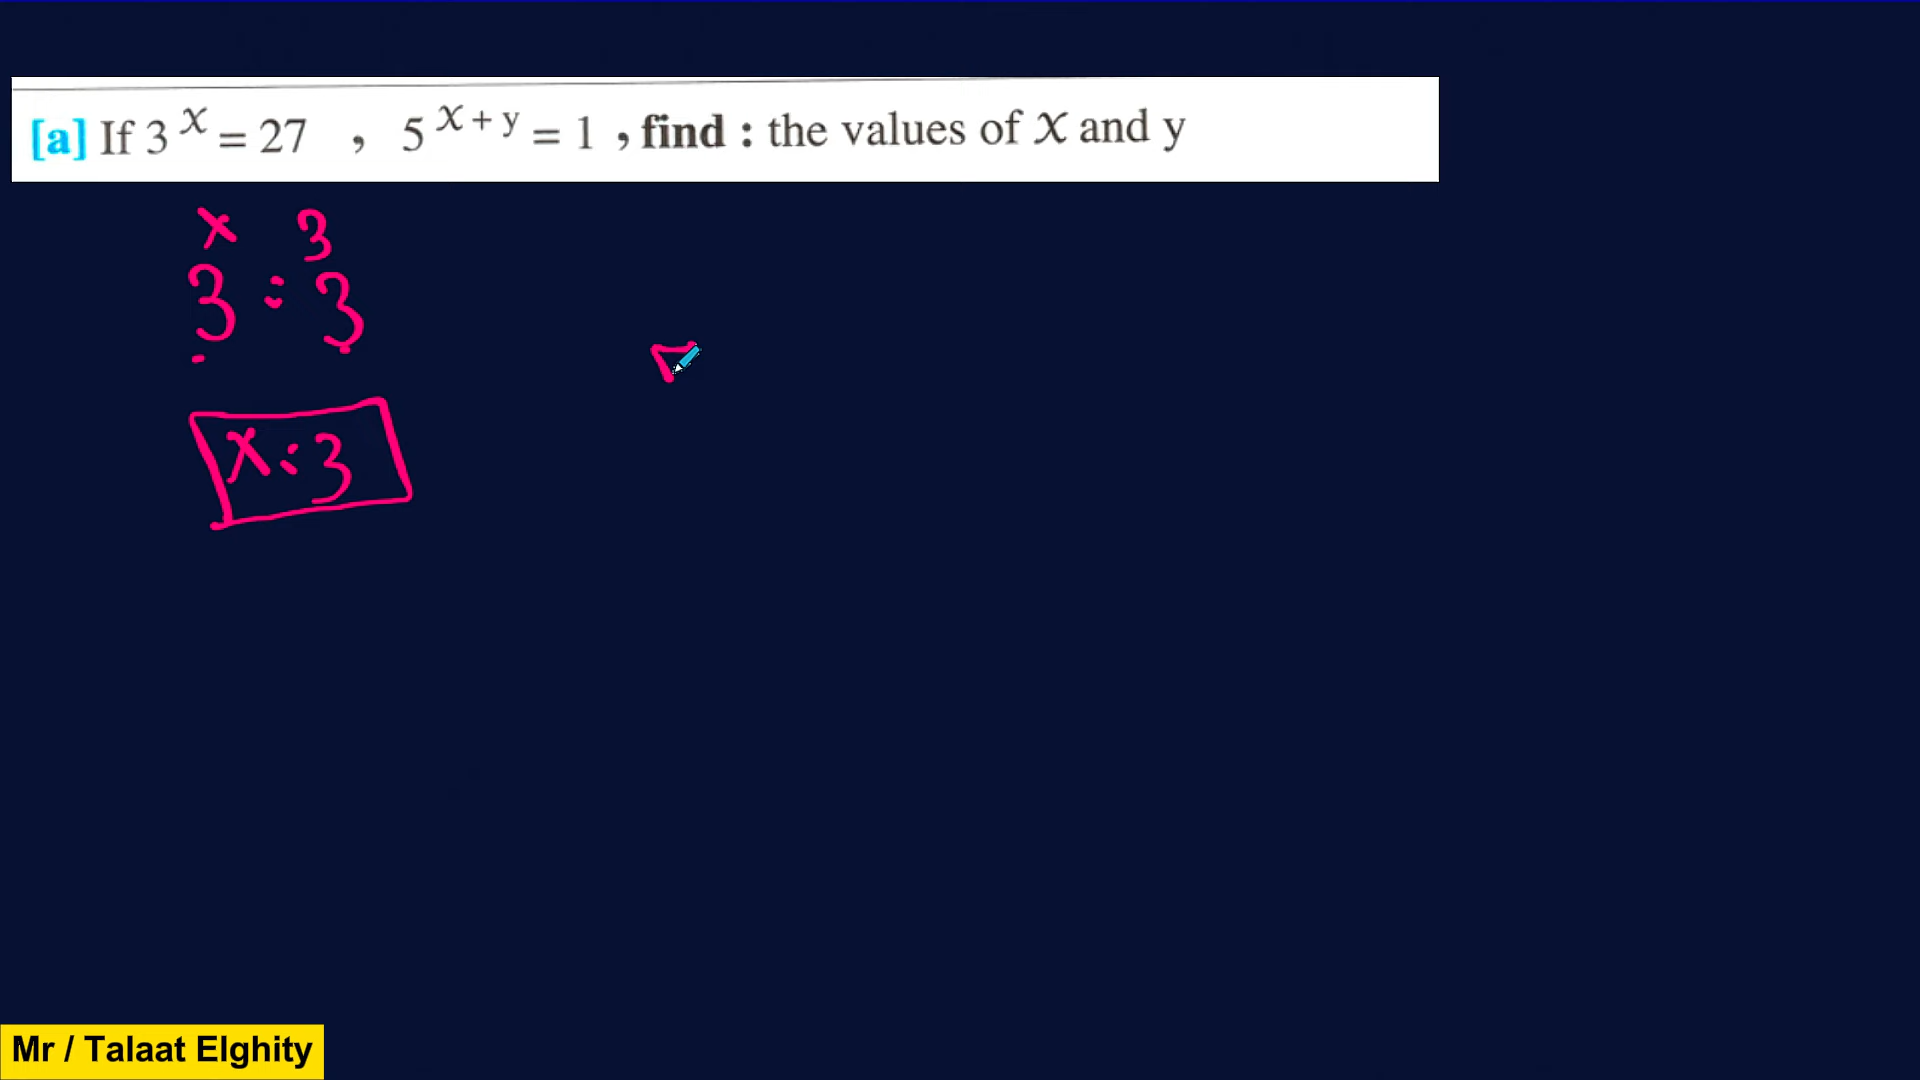 [a] If 3^x = 27 , 5^(x+y) = 1 , find : the values of x and y
x 3
3 = 3
x = 3
Mr / Talaat Elghity